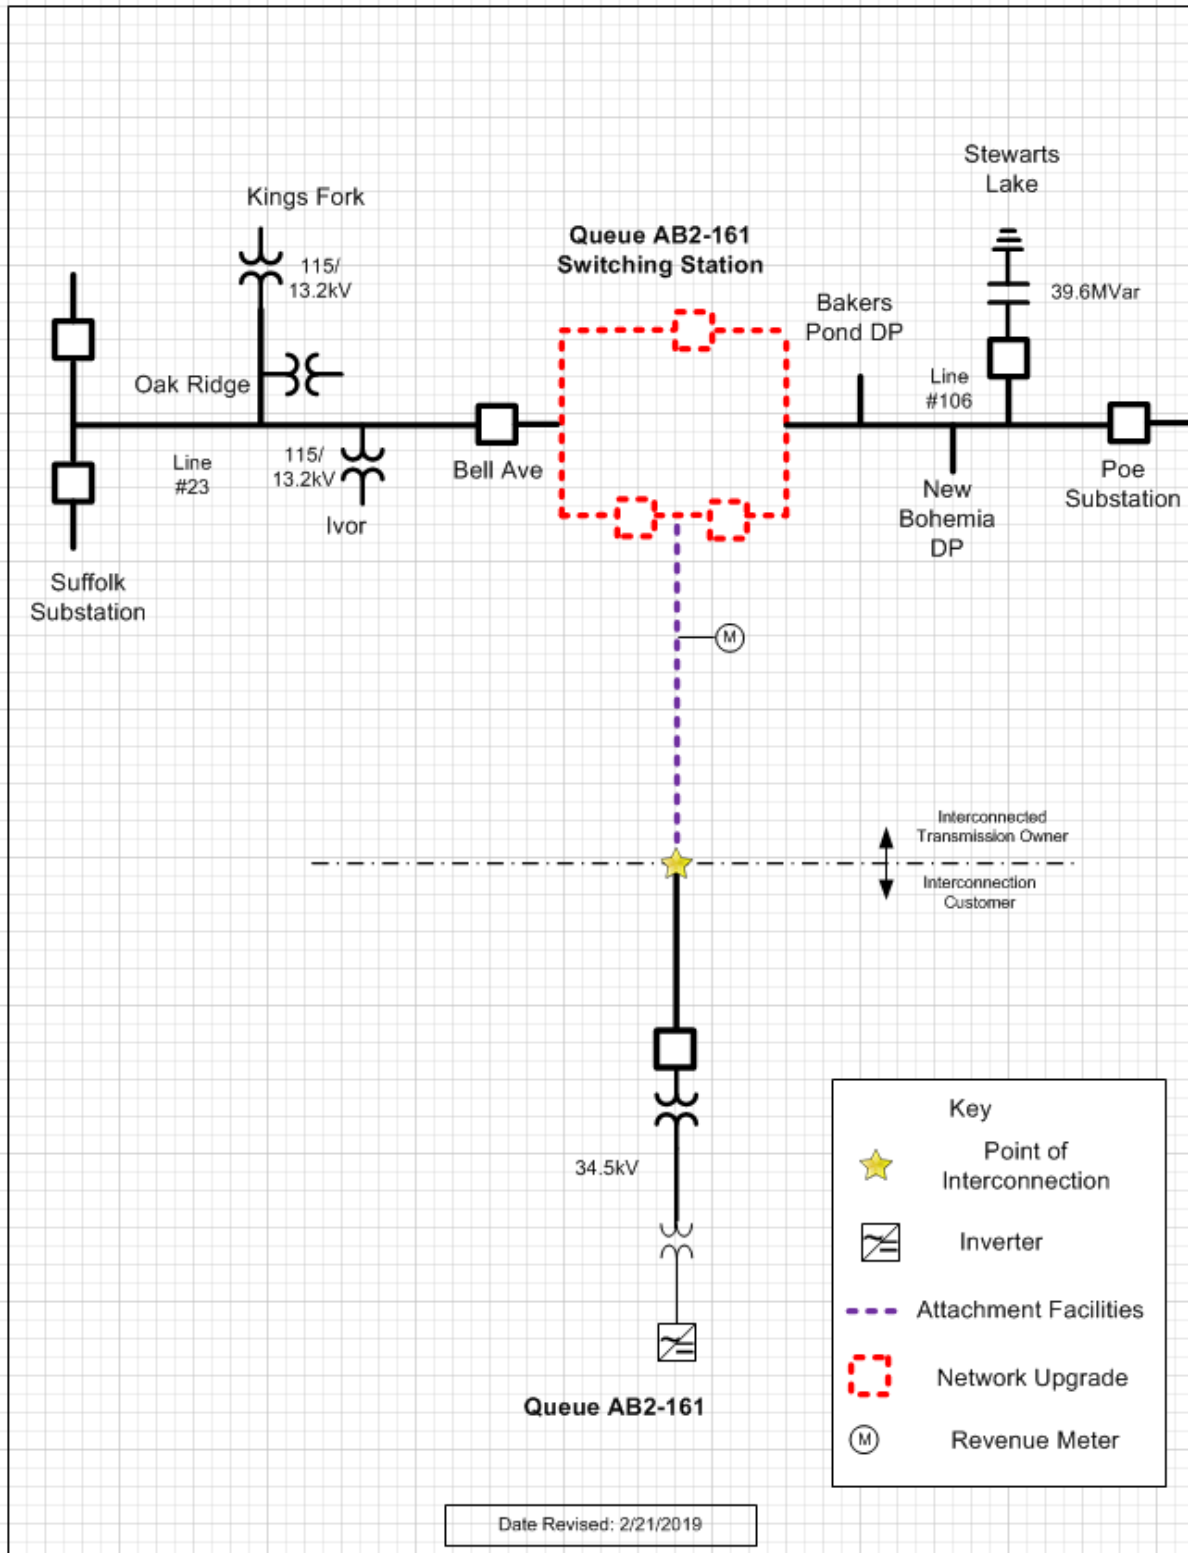 Stewarts
Lake
Kings Fork
Queue AB2-161
Switching Station
115/
13.2kV
39.6MVar
Bakers
Pond DP
Oak Ridge
Line
#106
Line
#23
115/
13.2kV
Bell Ave
Poe
Substation
New
Bohemia
DP
Ivor
Suffolk
Substation
M
Interconnected
Transmission Owner
Interconnection
Customer
34.5kV
Queue AB2-161
Key
Point of
Interconnection
Inverter
Attachment Facilities
Network Upgrade
M
Revenue Meter
Date Revised: 2/21/2019